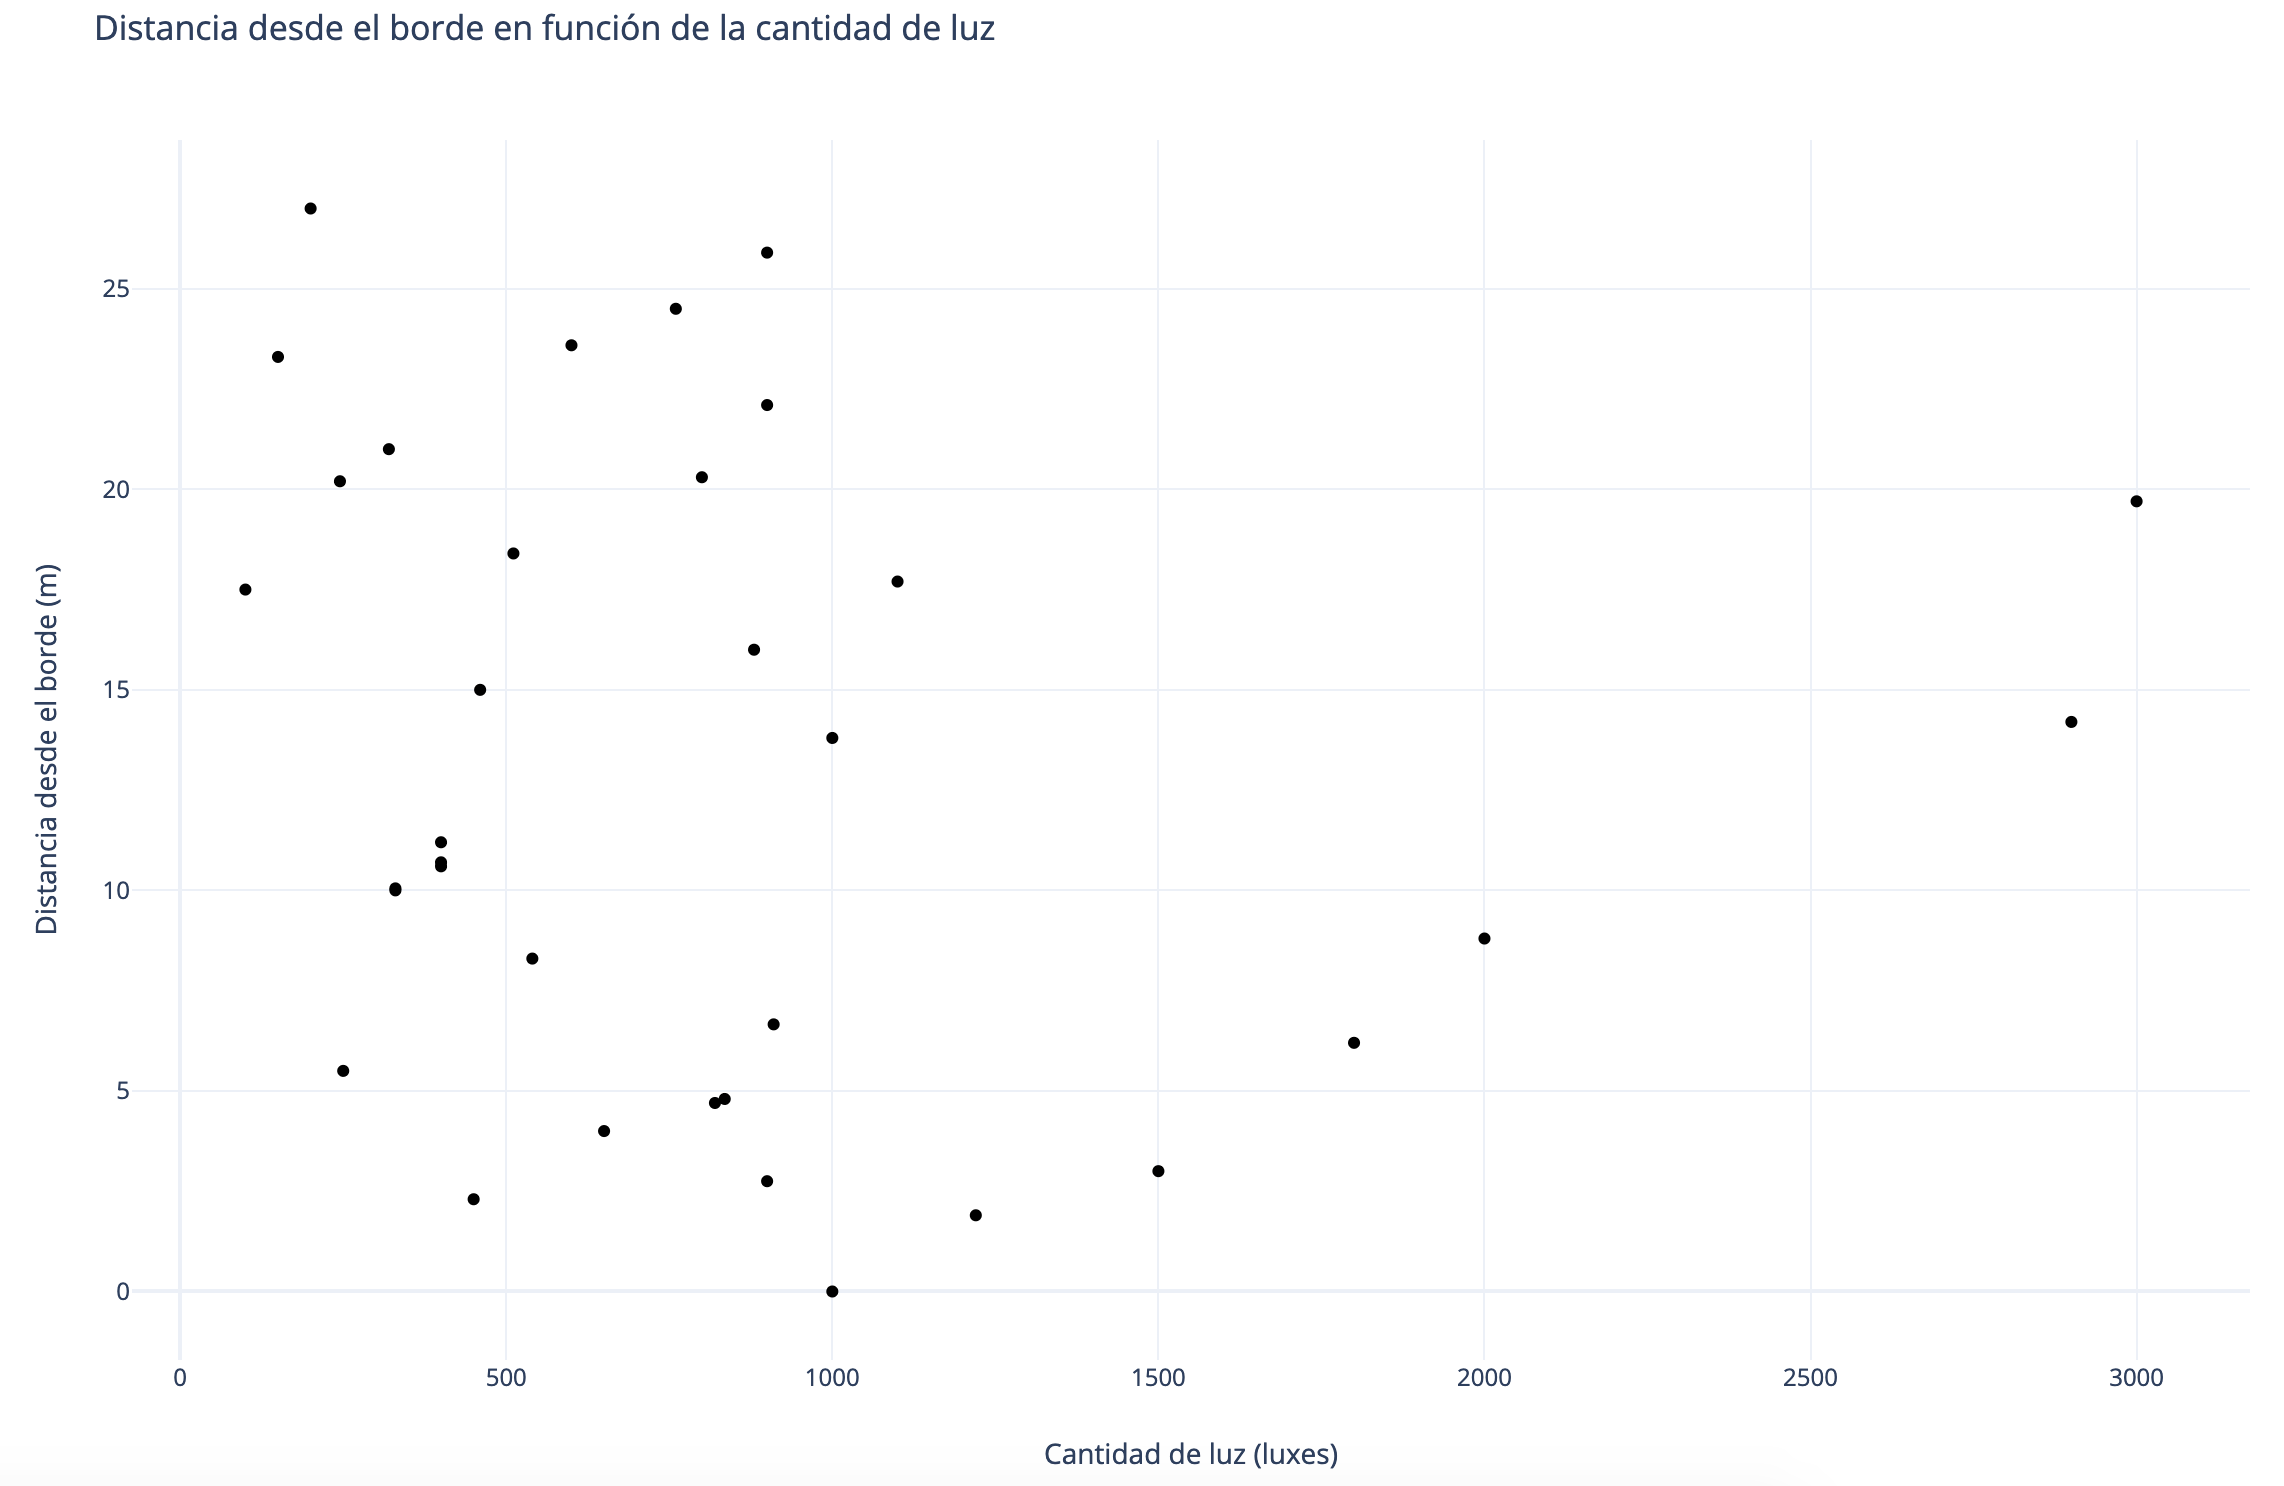 Distancia desde el borde en función de la cantidad de luz
Distancia desde el borde (m)
25
20
15
10
5
0
0 500 1000 1500 2000 2500 3000
Cantidad de luz (luxes)